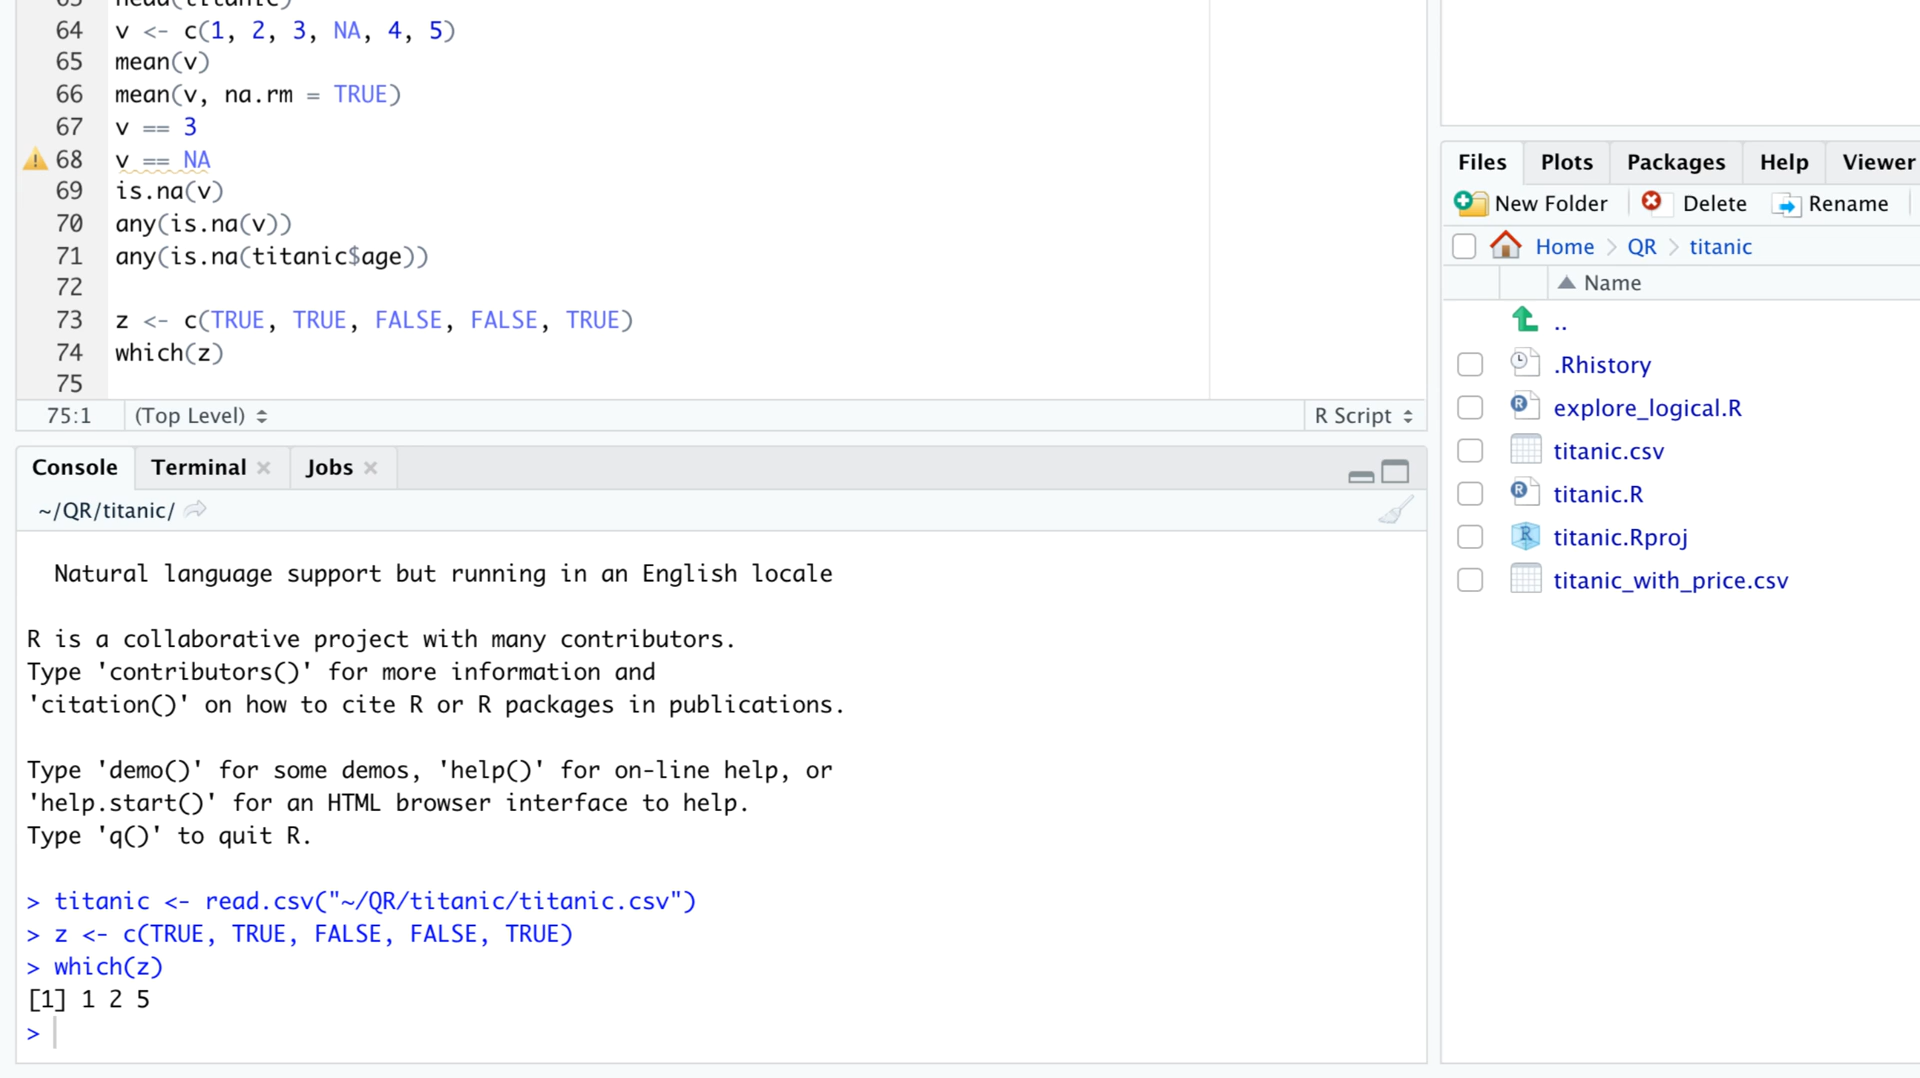 63 head(titanic)
64 v <- c(1, 2, 3, NA, 4, 5)
65 mean(v)
66 mean(v, na.rm = TRUE)
67 v == 3
68 v == NA
69 is.na(v)
70 any(is.na(v))
71 any(is.na(titanic$age))
72
73 z <- c(TRUE, TRUE, FALSE, FALSE, TRUE)
74 which(z)
75
75:1 (Top Level) R Script
Console Terminal Jobs
~/QR/titanic/
Natural language support but running in an English locale
R is a collaborative project with many contributors.
Type 'contributors()' for more information and
'citation()' on how to cite R or R packages in publications.
Type 'demo()' for some demos, 'help()' for on-line help, or
'help.start()' for an HTML browser interface to help.
Type 'q()' to quit R.
> titanic <- read.csv("~/QR/titanic/titanic.csv")
> z <- c(TRUE, TRUE, FALSE, FALSE, TRUE)
> which(z)
[1] 1 2 5
>
Files Plots Packages Help Viewer
New Folder Delete Rename
Home QR titanic
Name
..
.Rhistory
explore_logical.R
titanic.csv
titanic.R
titanic.Rproj
titanic_with_price.csv